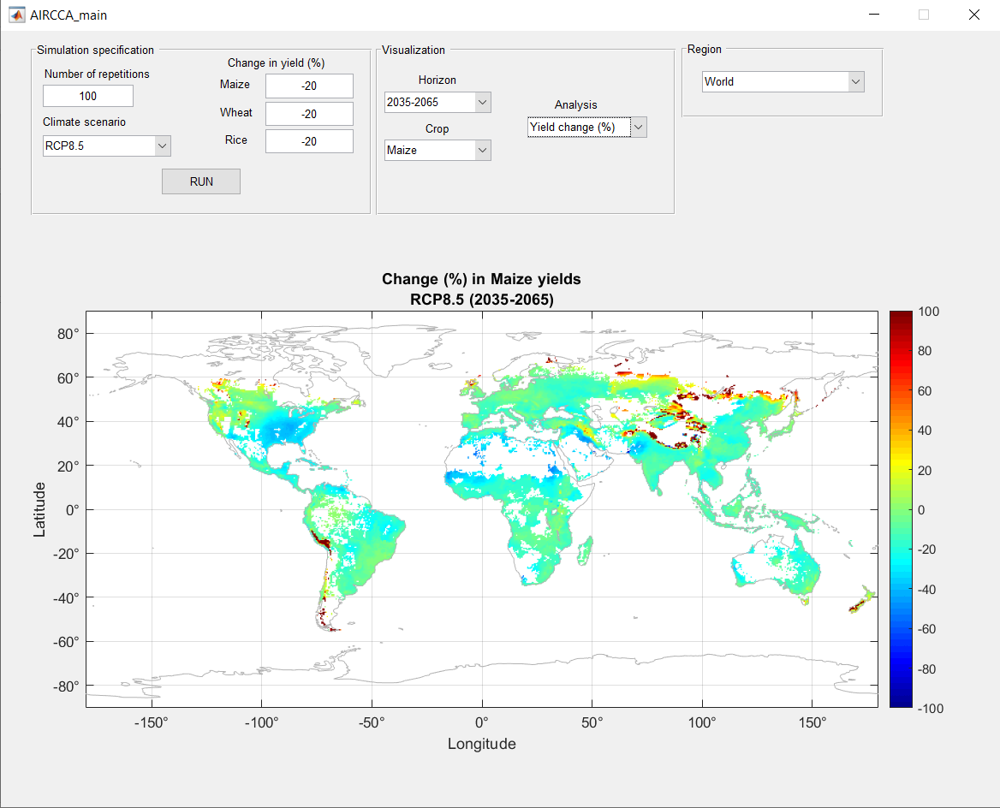 AIRCCA_main
Simulation specification
Number of repetitions
100
Climate scenario
RCP8.5
Change in yield (%)
Maize -20
Wheat -20
Rice -20
RUN
Visualization
Horizon
2035-2065
Crop
Maize
Analysis
Yield change (%)
Region
World
Change (%) in Maize yields
RCP8.5 (2035-2065)
Latitude
80°
60°
40°
20°
0°
-20°
-40°
-60°
-80°
-150° -100° -50° 0° 50° 100° 150°
Longitude
100
80
60
40
20
0
-20
-40
-60
-80
-100